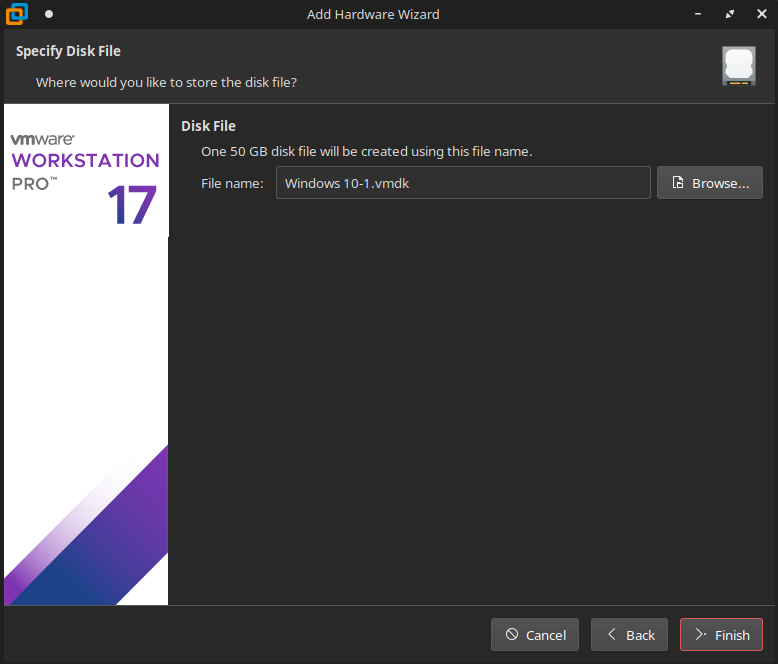 Add Hardware Wizard
Specify Disk File
Where would you like to store the disk file?
vmware®
WORKSTATION
PRO™
17
Disk File
One 50 GB disk file will be created using this file name.
File name: Windows 10-1.vmdk Browse...
Cancel Back Finish